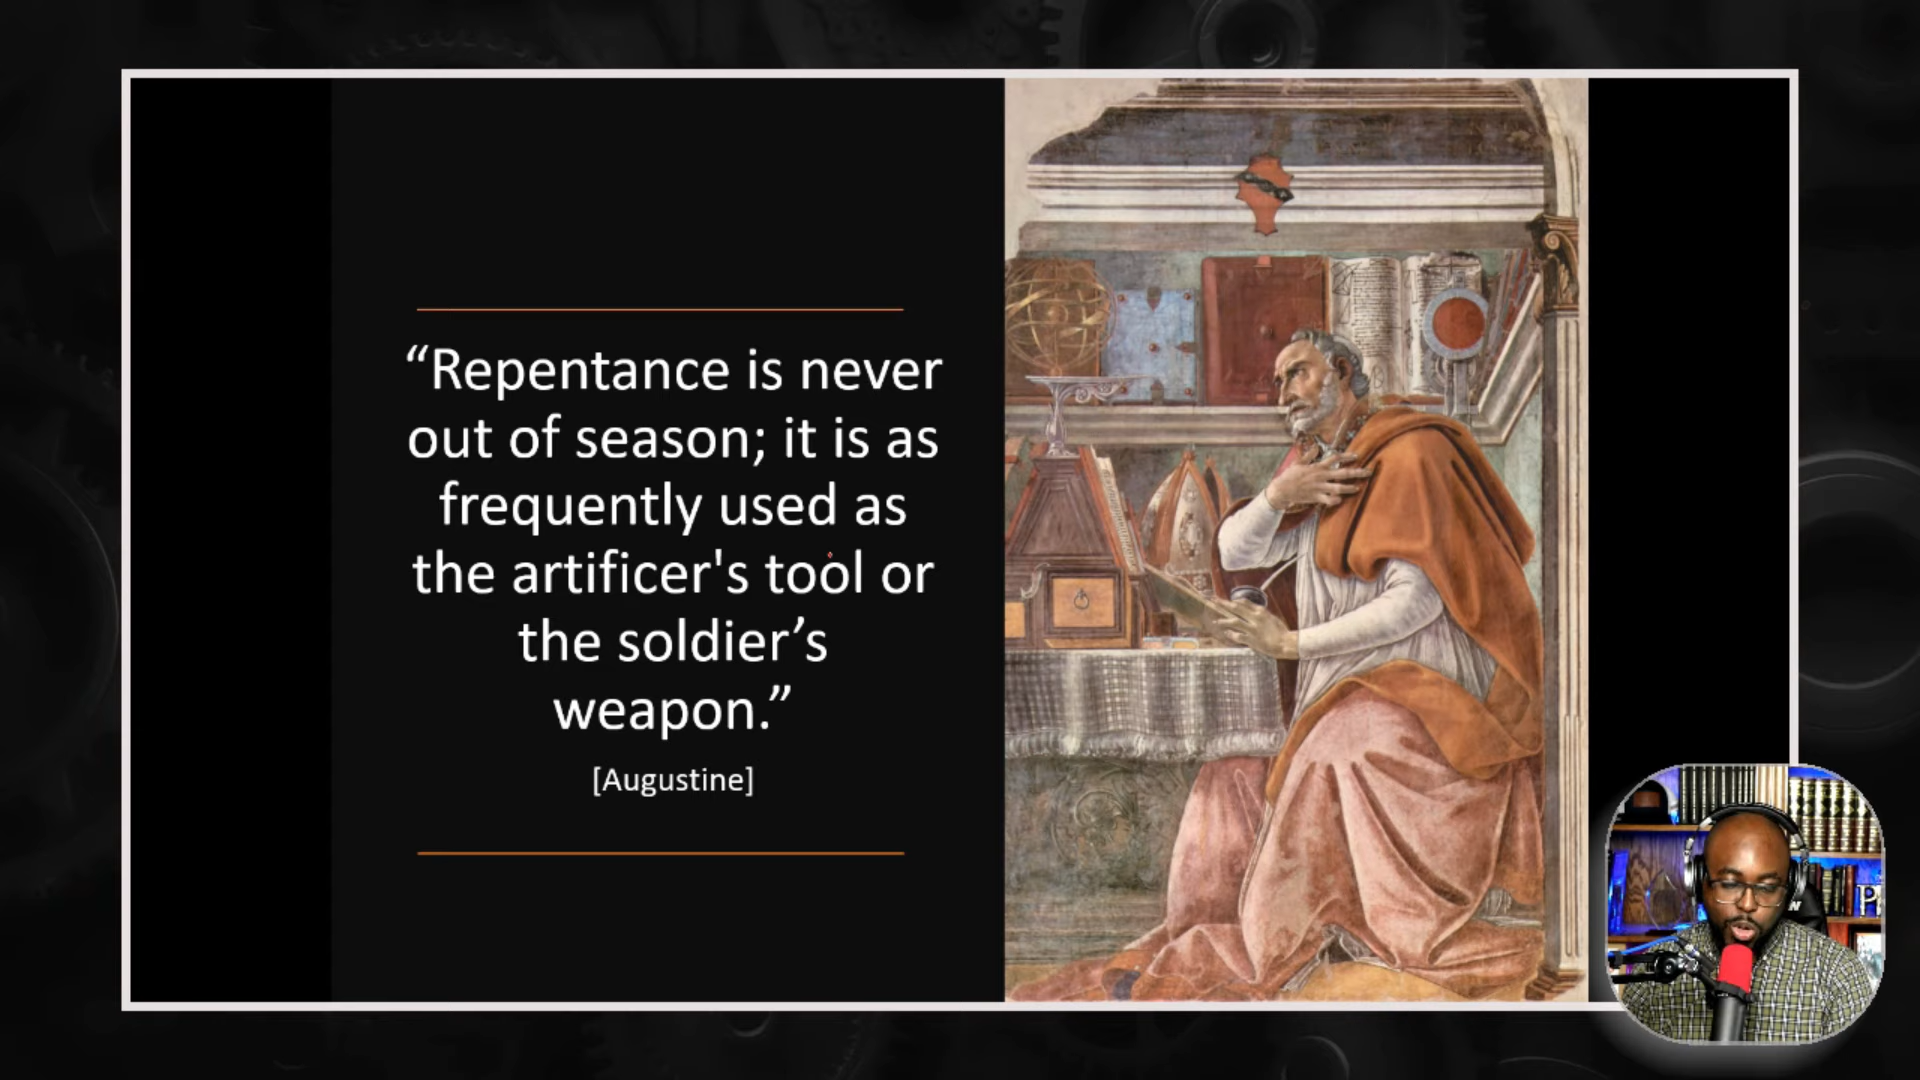 “Repentance is never
out of season; it is as
frequently used as
the artificer's tool or
the soldier’s
weapon.”
[Augustine]